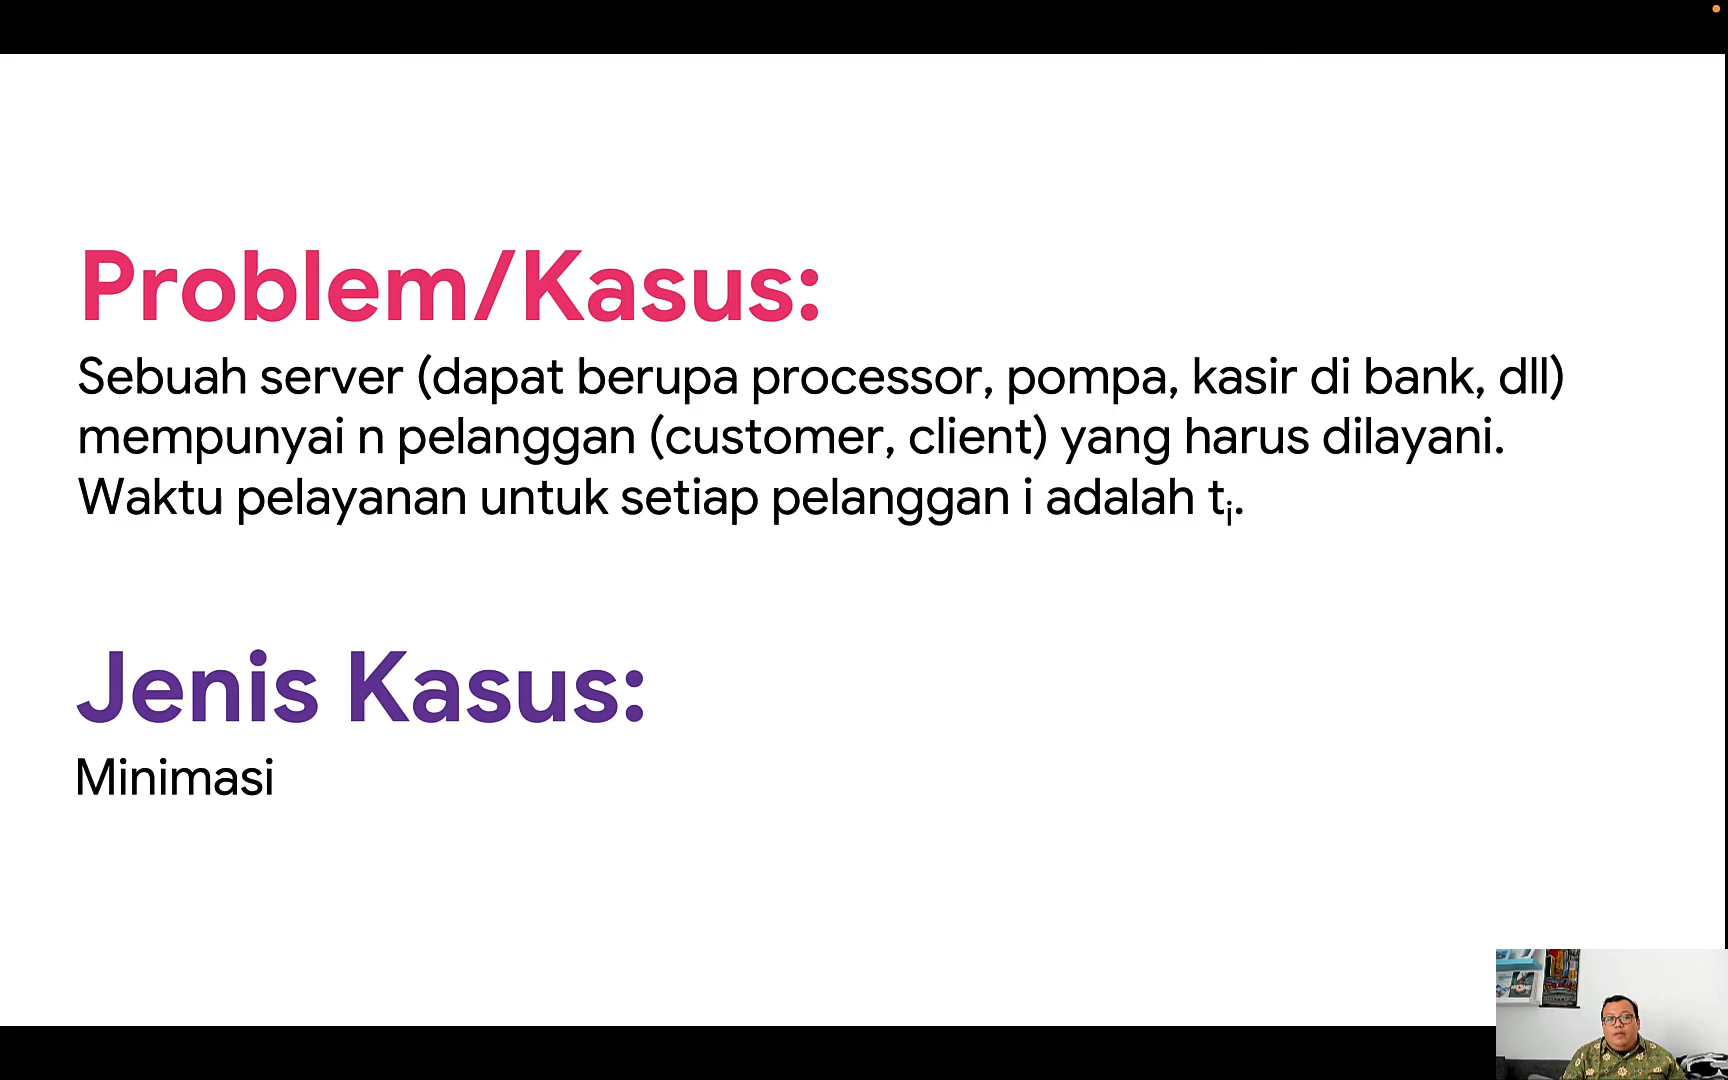 Problem/Kasus:
Sebuah server (dapat berupa processor, pompa, kasir di bank, dll)
mempunyai n pelanggan (customer, client) yang harus dilayani.
Waktu pelayanan untuk setiap pelanggan i adalah tᵢ.
Jenis Kasus:
Minimasi